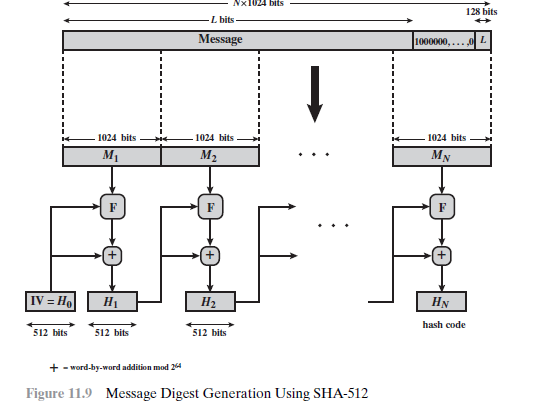 N×1024 bits
L bits
128 bits
Message
1000000, . . . ,0
L
1024 bits
1024 bits
1024 bits
M1
M2
. . .
MN
F
F
F
. . .
+
+
+
IV = H0
H1
H2
HN
512 bits
512 bits
512 bits
hash code
+ = word-by-word addition mod 2^64
Figure 11.9 Message Digest Generation Using SHA-512